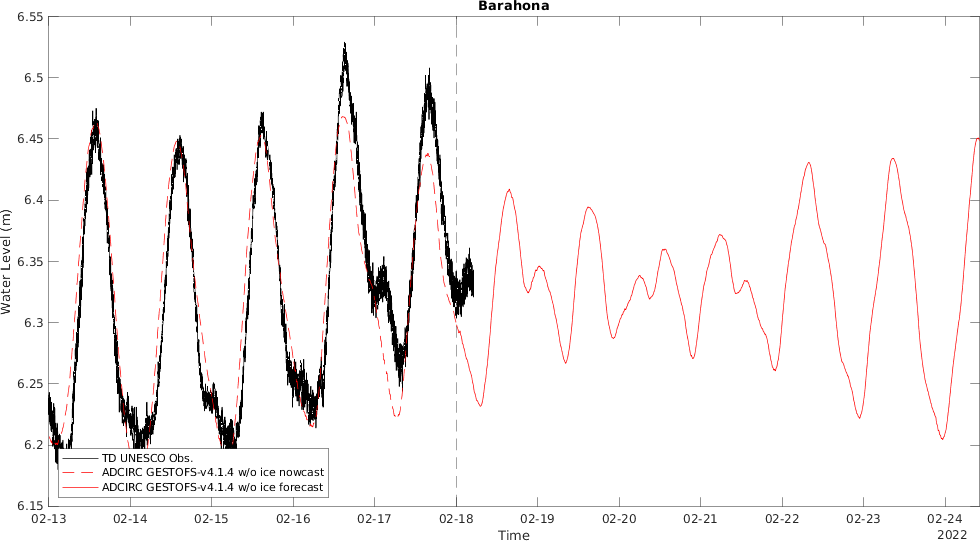 Barahona
6.55
6.5
6.45
6.4
6.35
6.3
6.25
6.2
6.15
Water Level (m)
TD UNESCO Obs.
ADCIRC GESTOFS-v4.1.4 w/o ice nowcast
ADCIRC GESTOFS-v4.1.4 w/o ice forecast
02-13 02-14 02-15 02-16 02-17 02-18 02-19 02-20 02-21 02-22 02-23 02-24
Time
2022